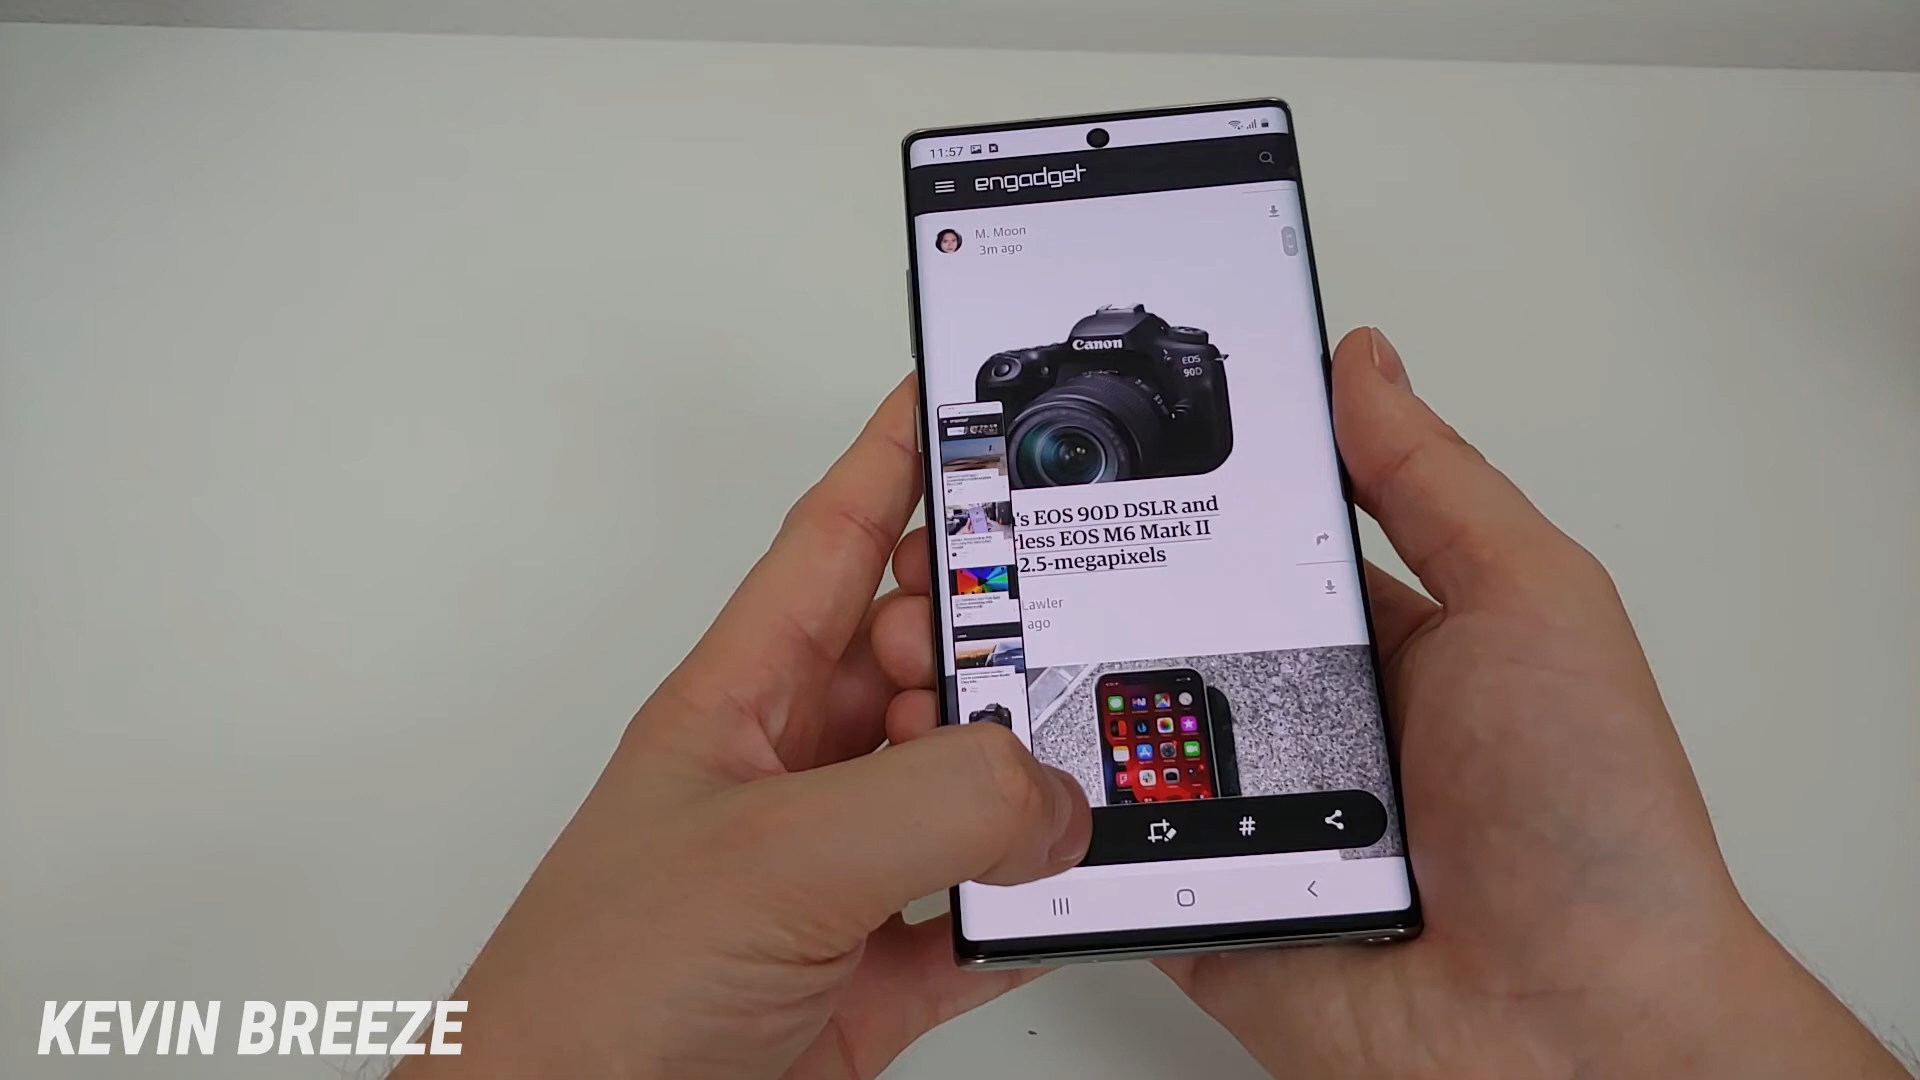 11:57
engadget
M. Moon
3m ago
Canon
EOS
90D
's EOS 90D DSLR and
rless EOS M6 Mark II
2.5-megapixels
Lawler
ago
KEVIN BREEZE